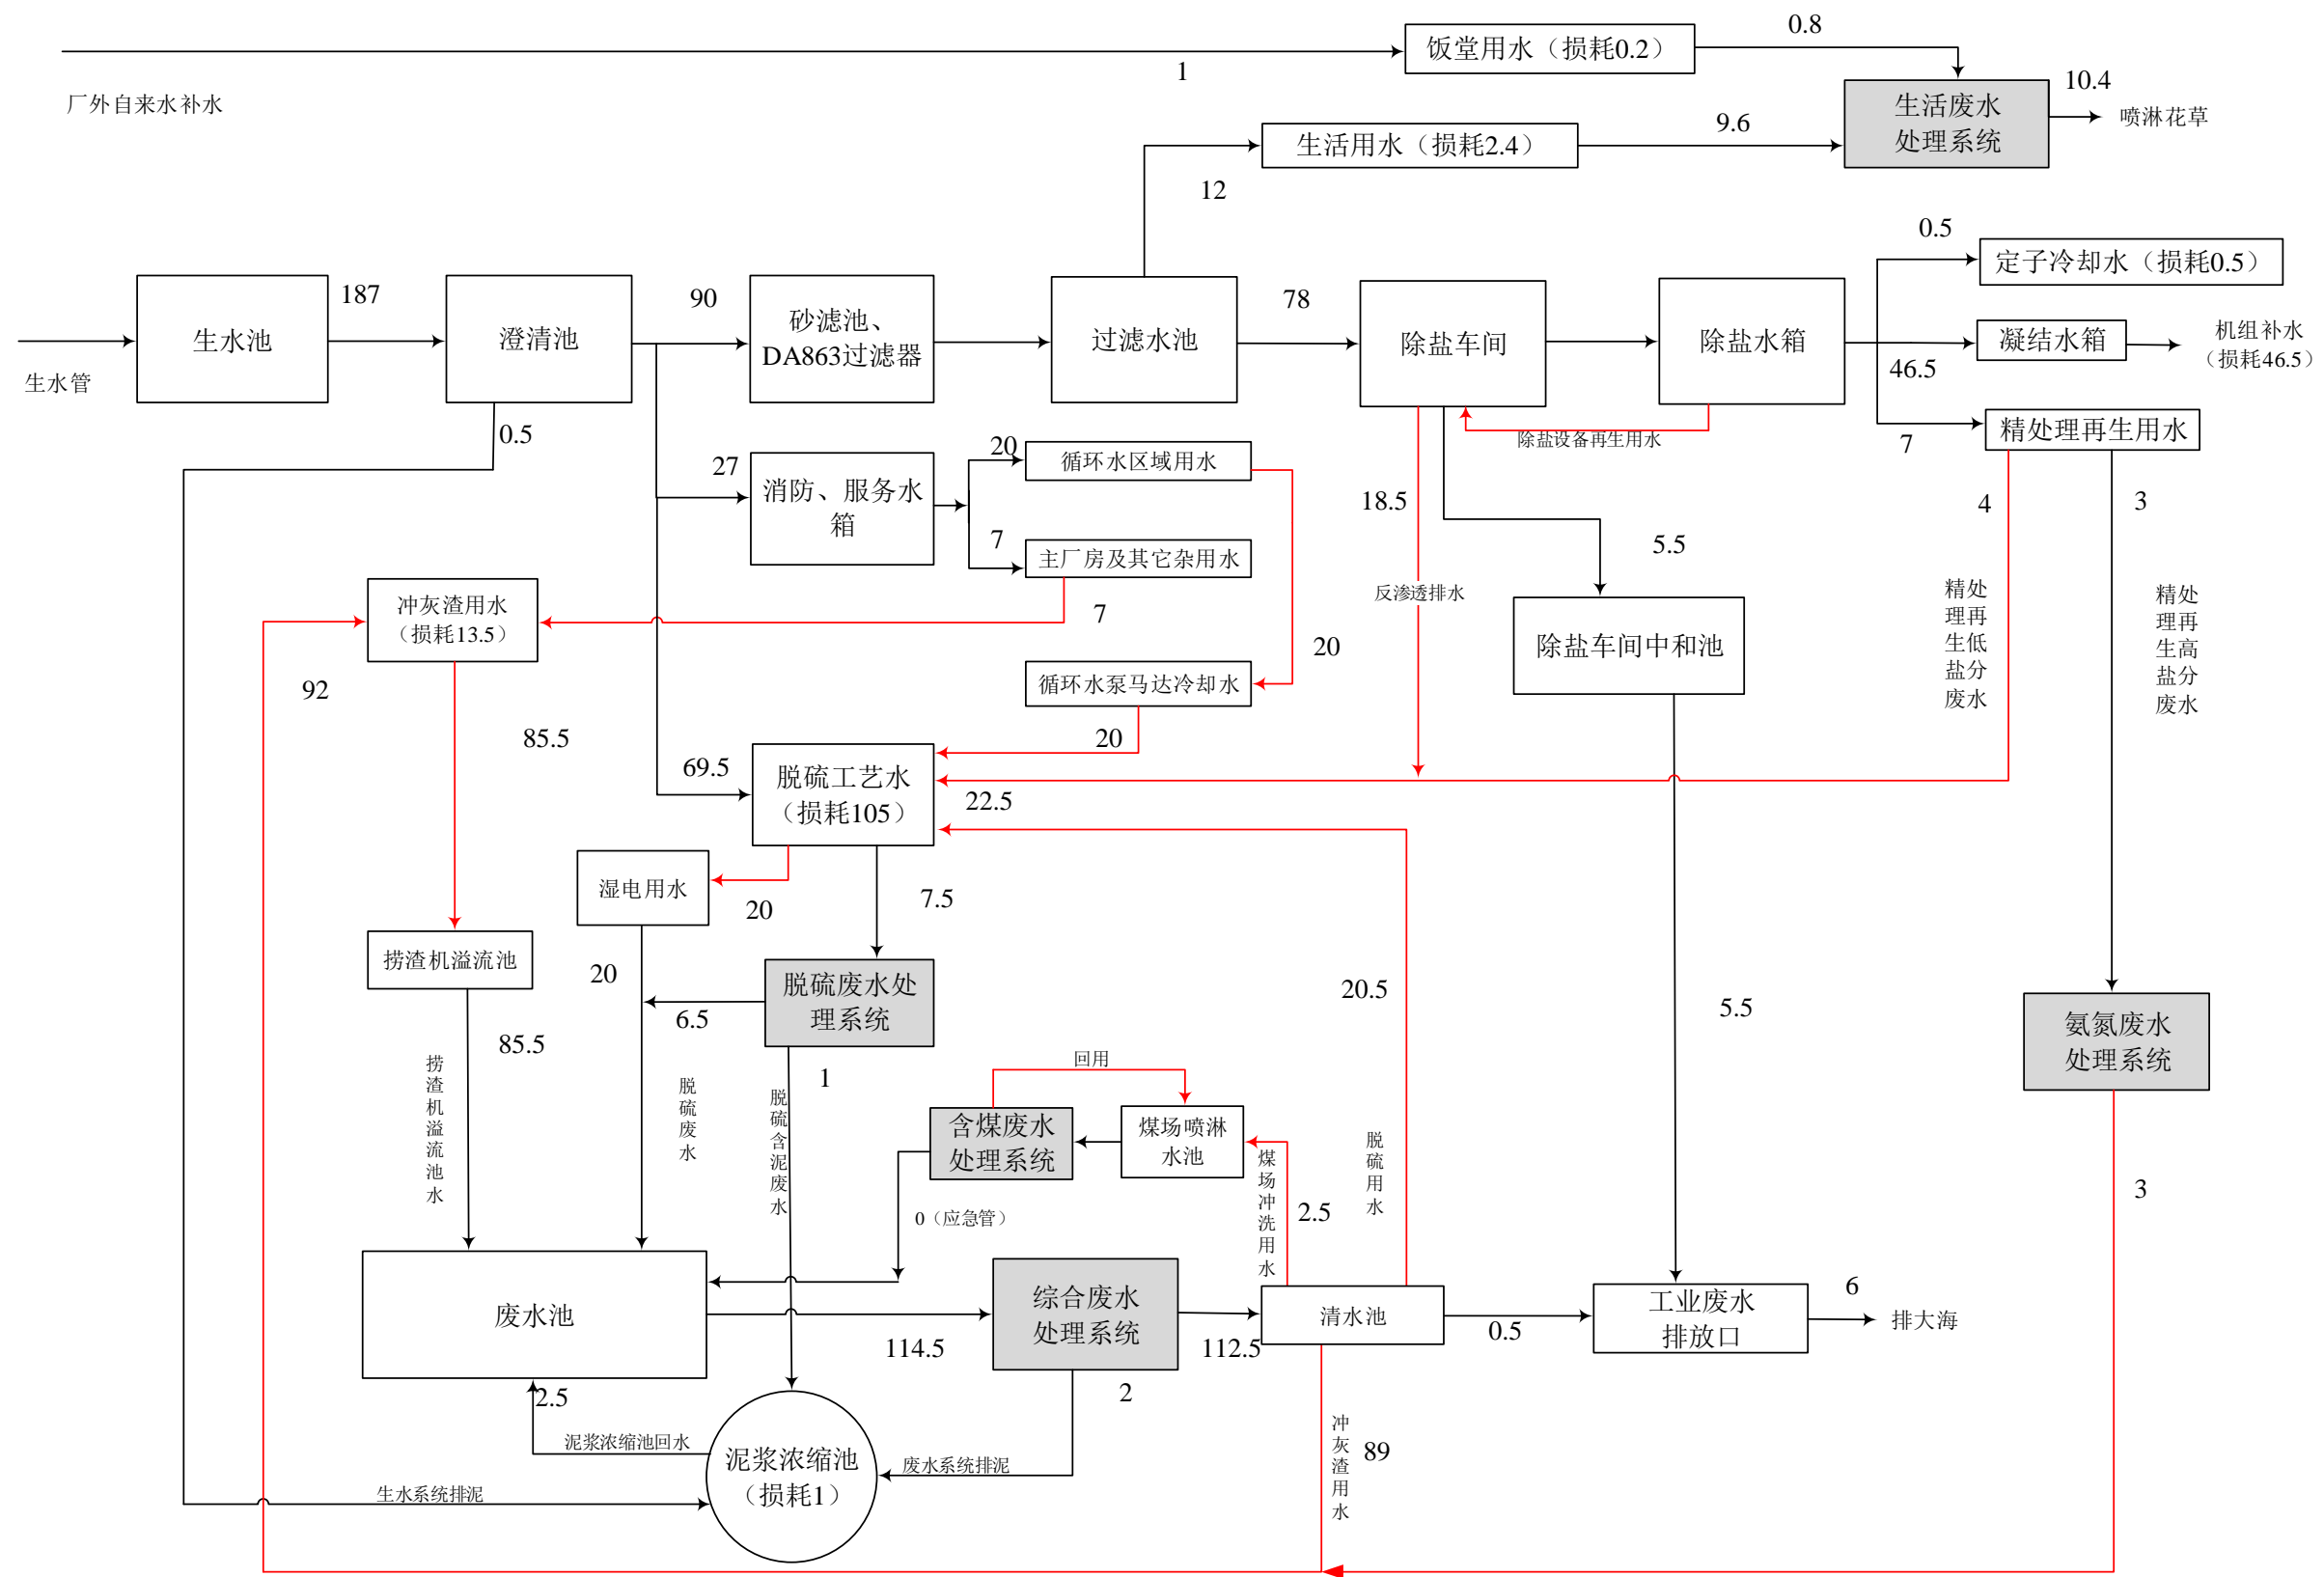 0.8
饭堂用水（损耗0.2）
1
厂外自来水补水
10.4
生活废水
处理系统
喷淋花草
9.6
生活用水（损耗2.4）
12
0.5
定子冷却水（损耗0.5）
187
90
78
生水池
澄清池
砂滤池、
DA863过滤器
过滤水池
除盐车间
除盐水箱
凝结水箱
机组补水
（损耗46.5）
生水管
46.5
0.5
20
除盐设备再生用水
7
精处理再生用水
循环水区域用水
27
消防、服务水
箱
18.5
4
3
7
5.5
主厂房及其它杂用水
反渗透排水
精处
理再
生低
盐分
废水
精处
理再
生高
盐分
废水
冲灰渣用水
（损耗13.5）
7
20
除盐车间中和池
92
循环水泵马达冷却水
85.5
20
69.5
脱硫工艺水
（损耗105）
22.5
湿电用水
20
7.5
捞渣机溢流池
20
脱硫废水处
理系统
20.5
6.5
5.5
氨氮废水
处理系统
85.5
捞
渣
机
溢
流
池
水
脱
硫
废
水
1
脱
硫
含
泥
废
水
回用
含煤废水
处理系统
煤场喷淋
水池
煤
场
冲
洗
用
水
2.5
脱
硫
用
水
3
0（应急管）
废水池
综合废水
处理系统
清水池
工业废水
排放口
6
排大海
114.5
112.5
0.5
2.5
2
泥浆浓缩池回水
泥浆浓缩池
（损耗1）
废水系统排泥
冲
灰
渣
用
水
89
生水系统排泥